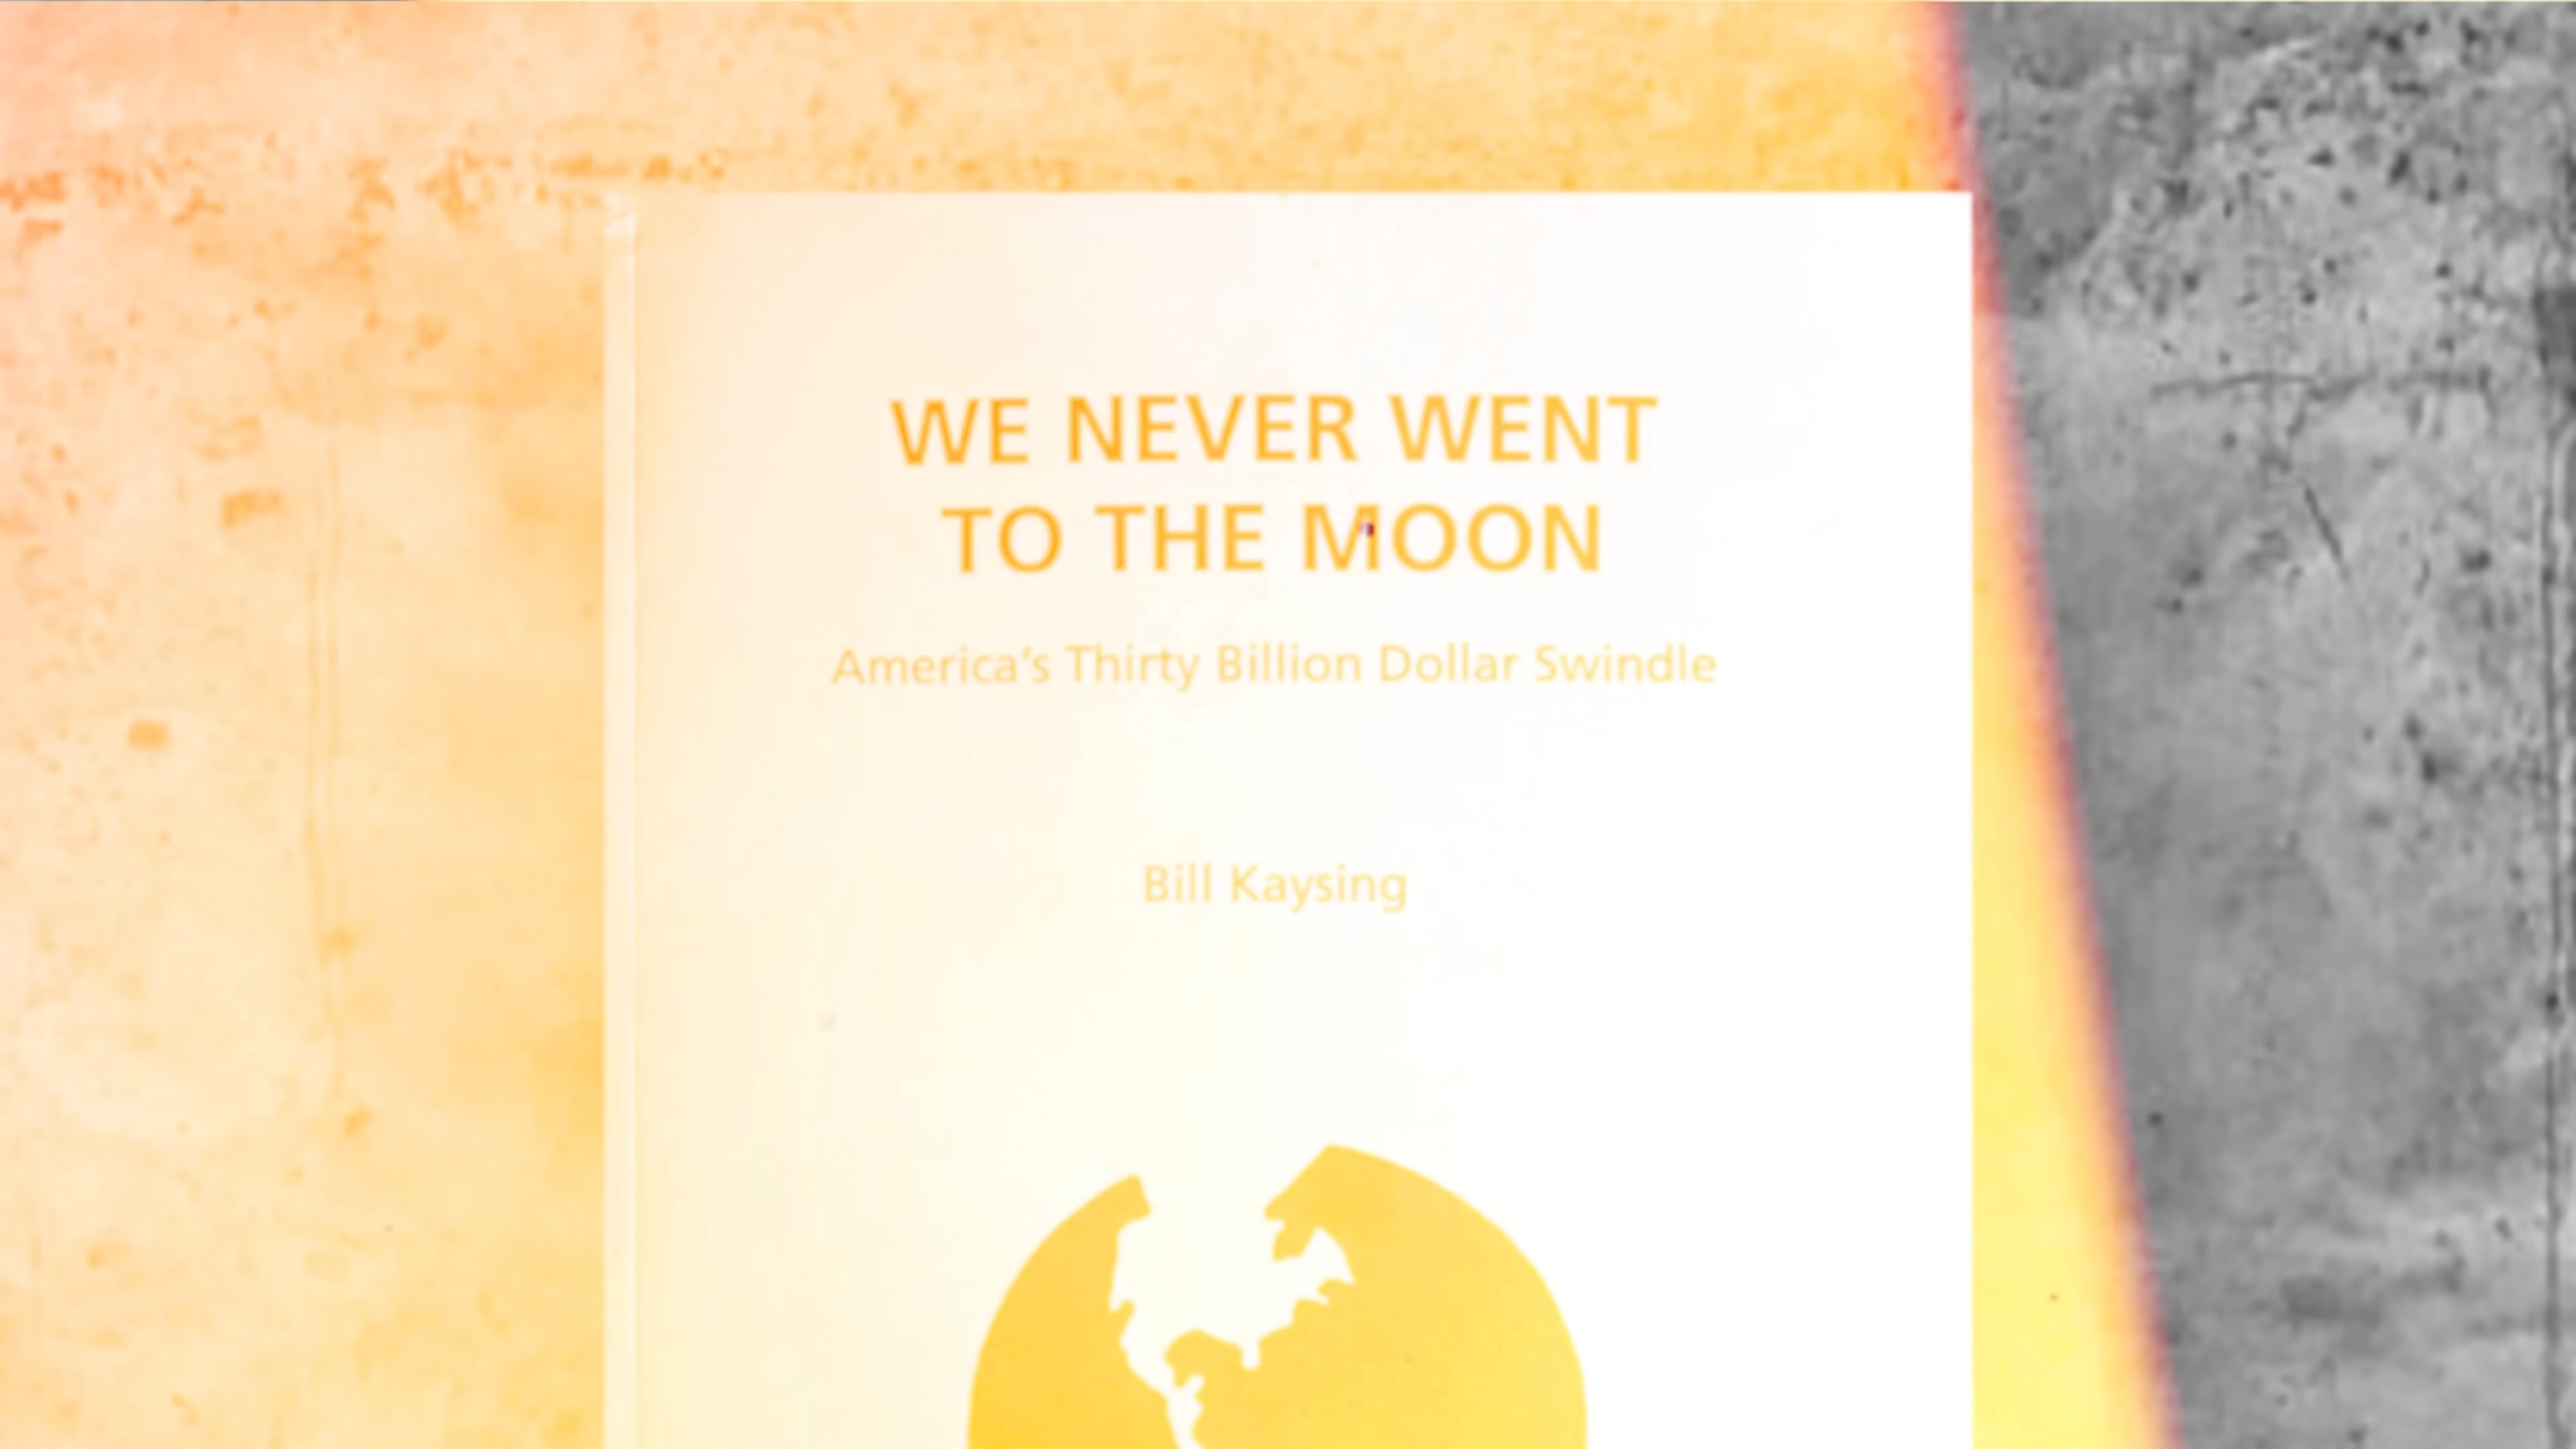 WE NEVER WENT
TO THE MOON
America's Thirty Billion Dollar Swindle
Bill Kaysing